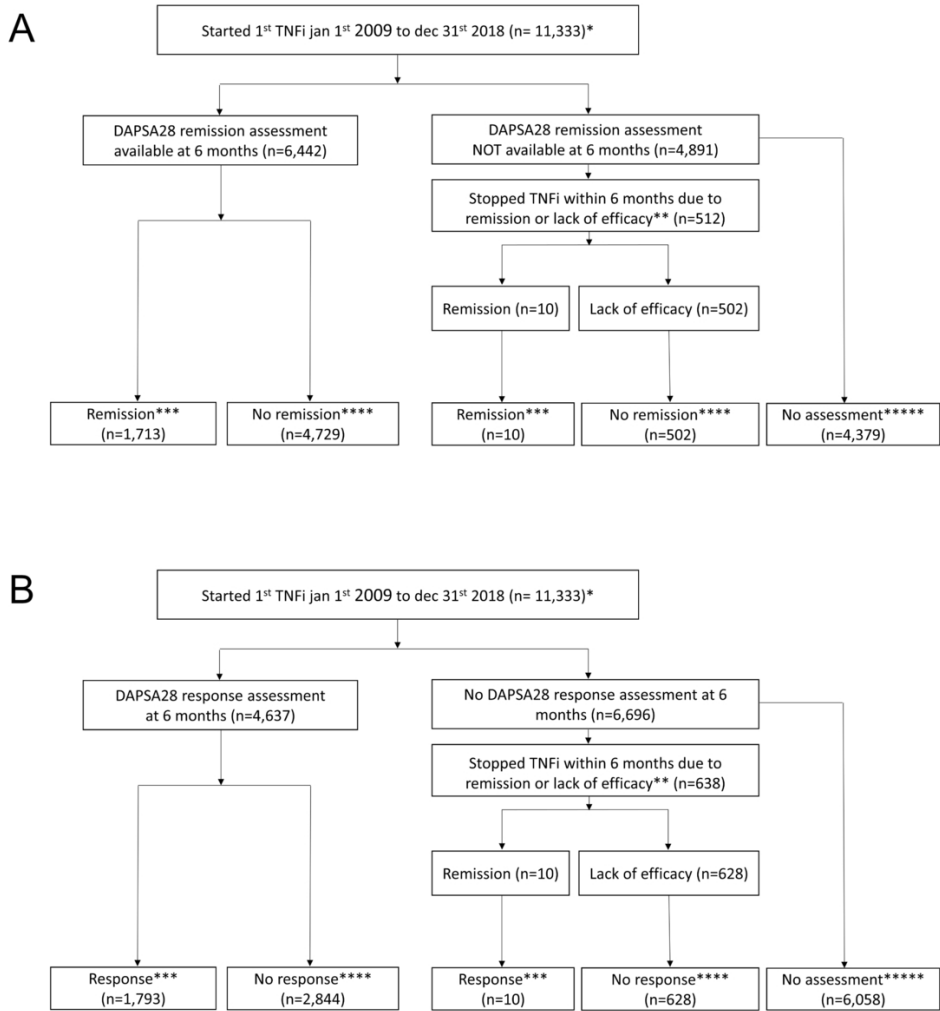 A
Started 1st TNFi jan 1st 2009 to dec 31st 2018 (n= 11,333)*
DAPSA28 remission assessment
available at 6 months (n=6,442)
DAPSA28 remission assessment
NOT available at 6 months (n=4,891)
Stopped TNFi within 6 months due to
remission or lack of efficacy** (n=512)
Remission (n=10)
Lack of efficacy (n=502)
Remission***
(n=1,713)
No remission****
(n=4,729)
Remission***
(n=10)
No remission****
(n=502)
No assessment*****
(n=4,379)
B
Started 1st TNFi jan 1st 2009 to dec 31st 2018 (n= 11,333)*
DAPSA28 response assessment
at 6 months (n=4,637)
No DAPSA28 response assessment at 6
months (n=6,696)
Stopped TNFi within 6 months due to
remission or lack of efficacy** (n=638)
Remission (n=10)
Lack of efficacy (n=628)
Response***
(n=1,793)
No response****
(n=2,844)
Response***
(n=10)
No response****
(n=628)
No assessment*****
(n=6,058)